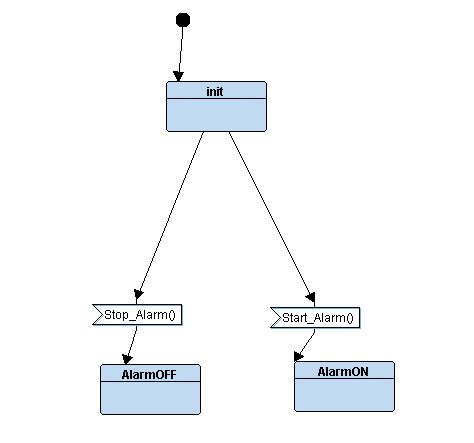 init
Stop_Alarm()
Start_Alarm()
AlarmOFF
AlarmON